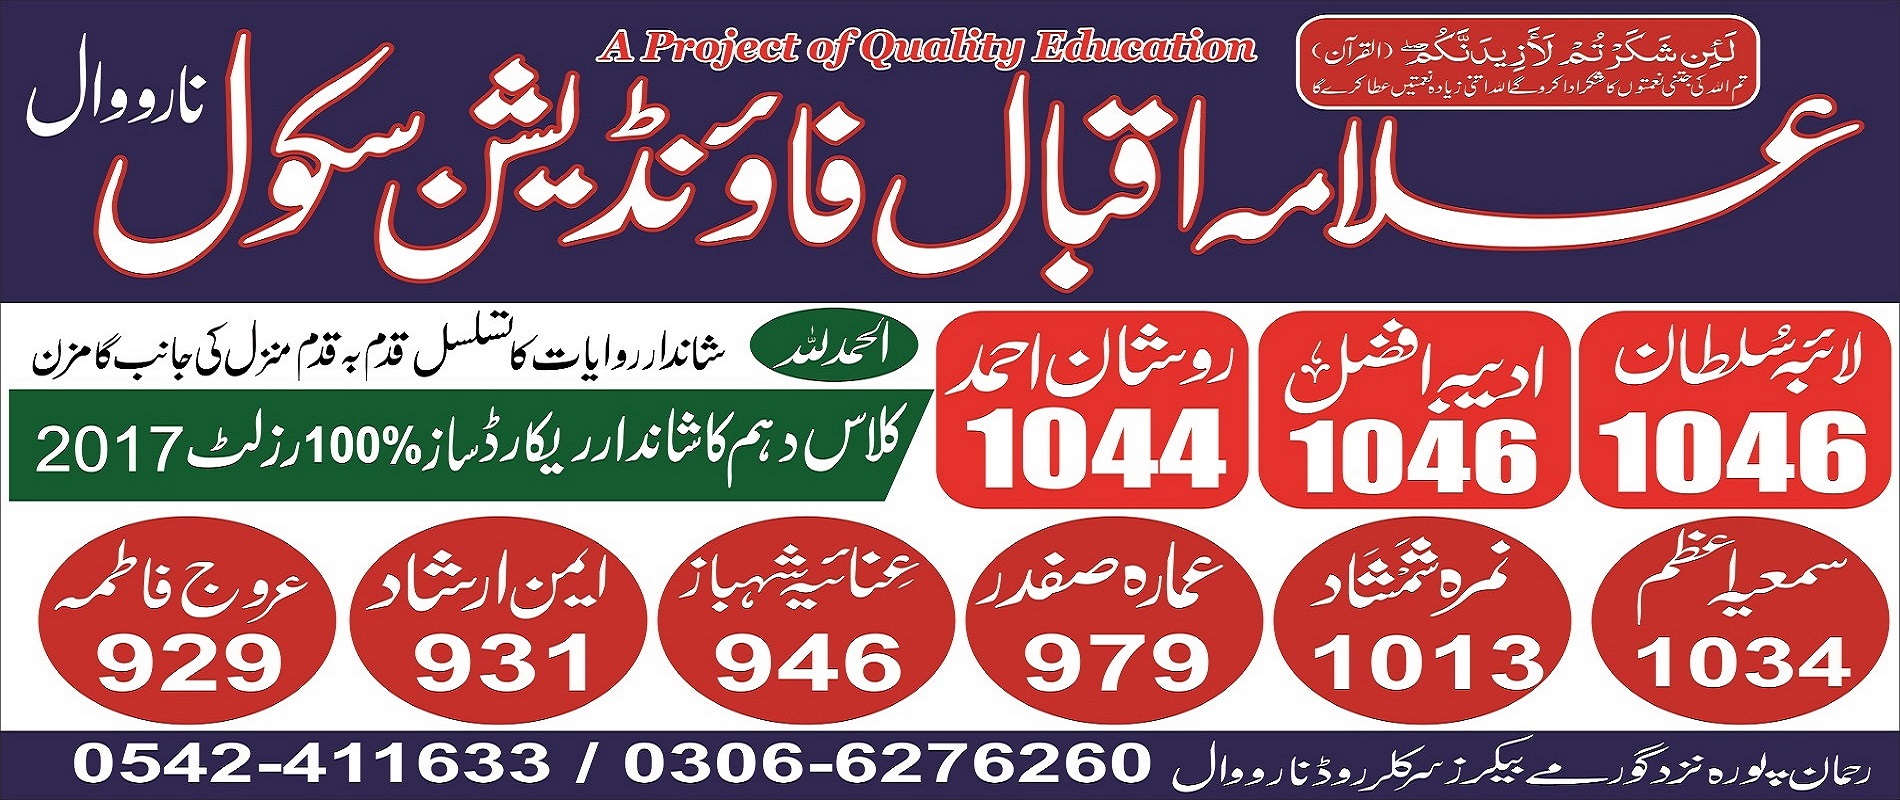 A Project of Quality Education
لَئِن شَكَرْتُمْ لَأَزِيدَنَّكُمْ ۖ (القرآن)
تم اللہ کی جتنی نعمتوں کا شکر ادا کرو گے اللہ اتنی زیادہ نعمتیں عطا کرے گا
علامہ اقبال فاؤنڈیشن سکول نارووال
الحمدللہ شاندار روایات کا تسلسل قدم بہ قدم منزل کی جانب گامزن
کلاس دہم کا شاندار ریکارڈ ساز %100 رزلٹ 2017
لائبہ سُلطان ادیبہ افضل روشان احمد
1046 1046 1044
سمعیہ اعظم نمرہ شمشاد عمارہ صفدر عنائیہ شہباز ایمن ارشاد عروج فاطمہ
1034 1013 979 946 931 929
رحمان پورہ نزد گورمے بیکرز سرکلر روڈ نارووال 0542-411633 / 0306-6276260